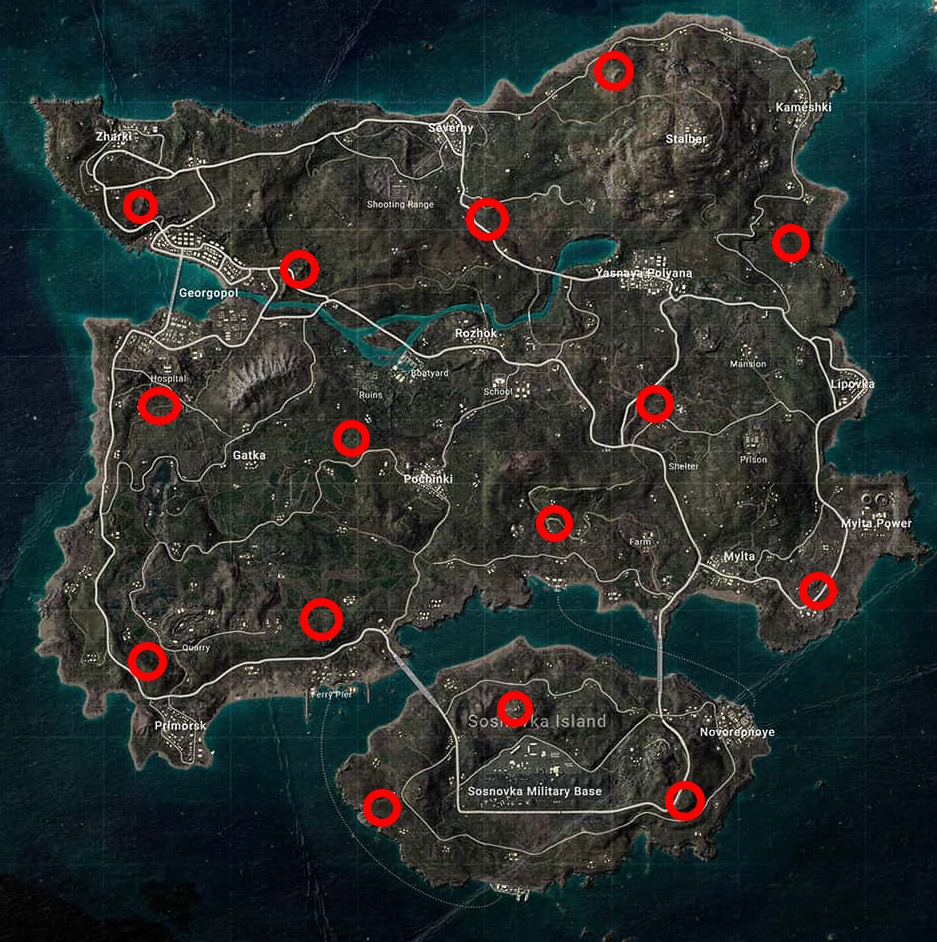 Kameshki
Severny
Zharki
Stalber
Shooting Range
Yasnaya Polyana
Georgopol
Rozhok
Mansion
Boatyard
Hospital
Lipovka
School
Ruins
Gatka
Prison
Shelter
Pochinki
Mylta Power
Farm
Mylta
Quarry
Ferry Pier
Sosnovka Island
Primorsk
Novorepnoye
Sosnovka Military Base